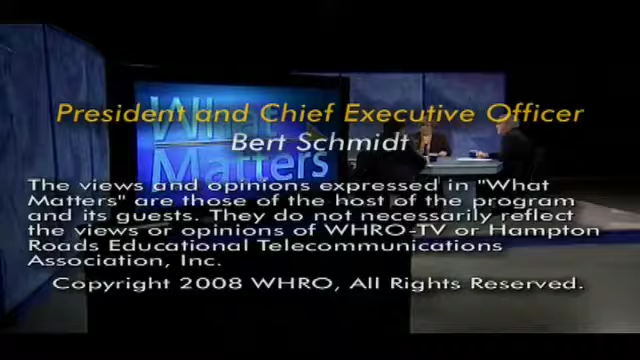 President and Chief Executive Officer
Bert Schmidt
What
Matters
The views and opinions expressed in "What
Matters" are those of the host of the program
and its guests. They do not necessarily reflect
the views or opinions of WHRO-TV or Hampton
Roads Educational Telecommunications
Association, Inc.
Copyright 2008 WHRO, All Rights Reserved.